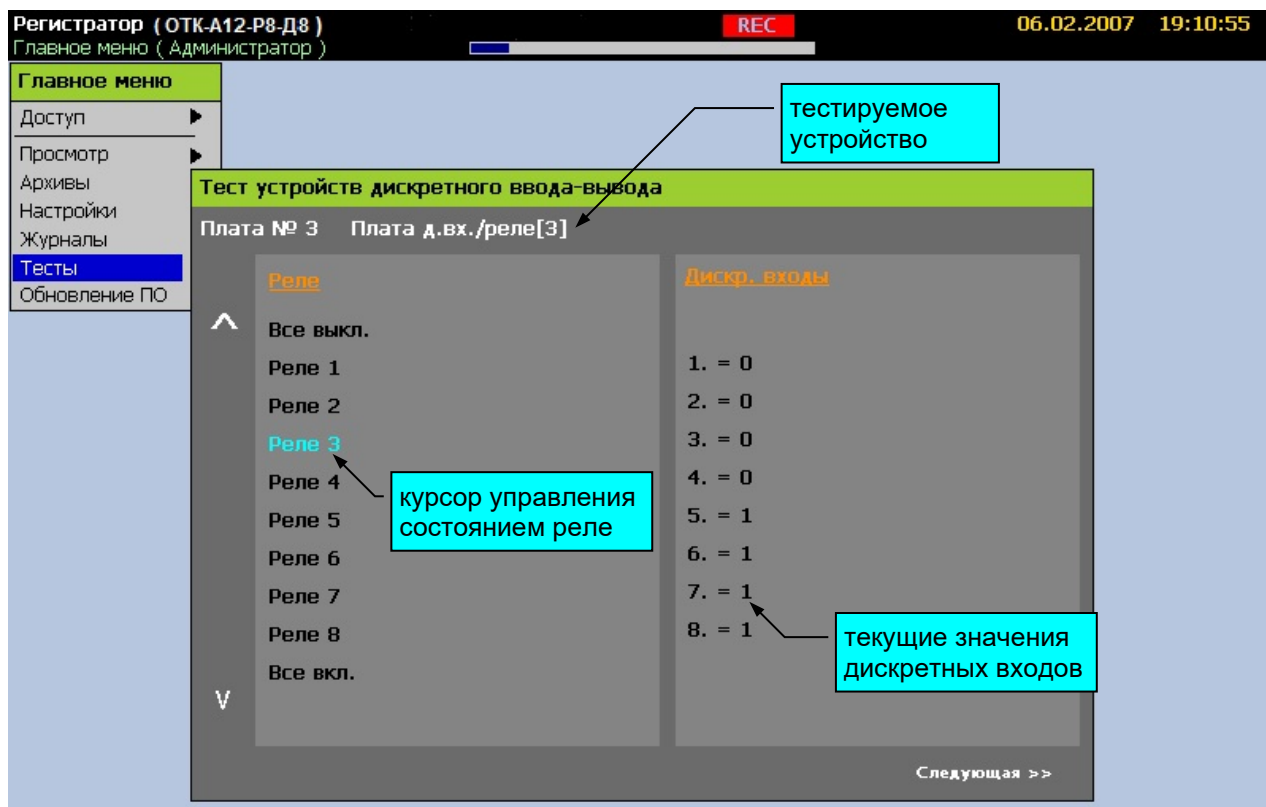 Регистратор (ОТК-А12-Р8-Д8)
REC
06.02.2007 19:10:55
Главное меню ( Администратор )
Главное меню
Доступ
Просмотр
Архивы
Настройки
Журналы
Тесты
Обновление ПО
тестируемое
устройство
Тест устройств дискретного ввода-вывода
Плата № 3 Плата д.вх./реле[3]
Реле
Все выкл.
Реле 1
Реле 2
Реле 3
Реле 4
Реле 5
Реле 6
Реле 7
Реле 8
Все вкл.
курсор управления
состоянием реле
Дискр. входы
1. = 0
2. = 0
3. = 0
4. = 0
5. = 1
6. = 1
7. = 1
8. = 1
текущие значения
дискретных входов
Следующая >>